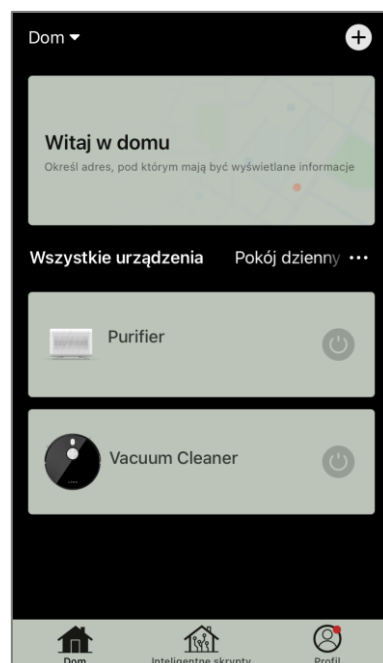 Dom
Witaj w domu
Określ adres, pod którym mają być wyświetlane informacje
Wszystkie urządzenia Pokój dzienny
Purifier
Vacuum Cleaner
Dom Inteligentne skrypty Profil